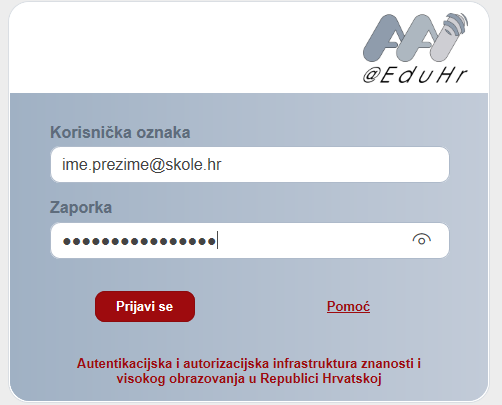 AAI
@EduHr
Korisnička oznaka
ime.prezime@skole.hr
Zaporka
●●●●●●●●●●●●●●●●
Prijavi se
Pomoć
Autentikacijska i autorizacijska infrastruktura znanosti i
visokog obrazovanja u Republici Hrvatskoj